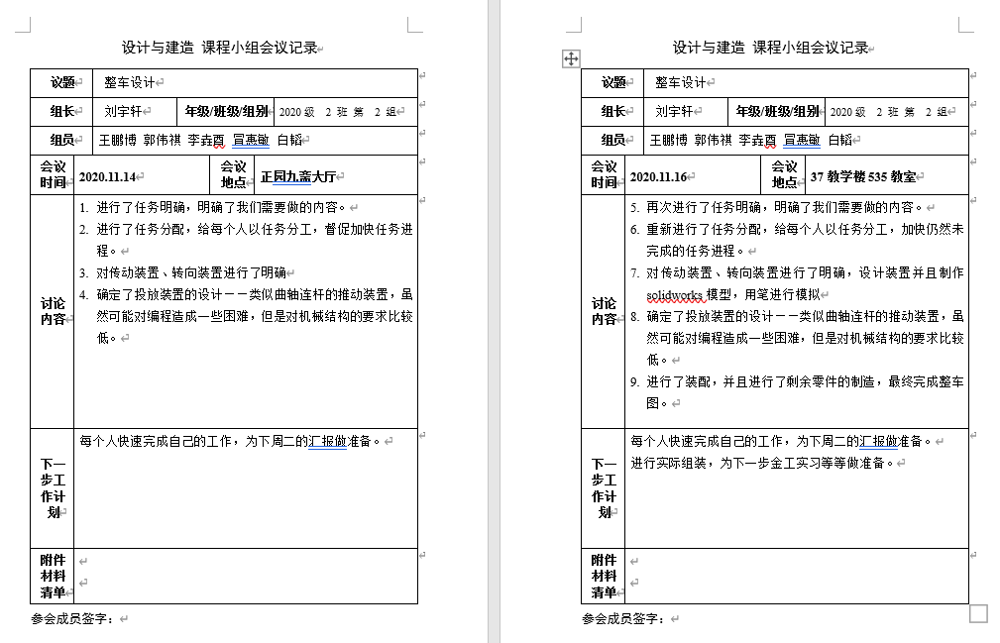 设计与建造 课程小组会议记录
议题 整车设计
组长 刘宇轩 年级/班级/组别 2020 级 2 班 第 2 组
组员 王鹏博 郭伟祺 李垚酉 冒惠敏 白韬
会议时间 2020.11.14 会议地点 正园九斋大厅
讨论内容
1. 进行了任务明确，明确了我们需要做的内容。
2. 进行了任务分配，给每个人以任务分工，督促加快任务进
程。
3. 对传动装置、转向装置进行了明确
4. 确定了投放装置的设计－－类似曲轴连杆的推动装置，虽
然可能对编程造成一些困难，但是对机械结构的要求比较
低。
下一步工作计划
每个人快速完成自己的工作，为下周二的汇报做准备。
附件材料清单
参会成员签字：
设计与建造 课程小组会议记录
议题 整车设计
组长 刘宇轩 年级/班级/组别 2020 级 2 班 第 2 组
组员 王鹏博 郭伟祺 李垚酉 冒惠敏 白韬
会议时间 2020.11.16 会议地点 37 教学楼 535 教室
讨论内容
5. 再次进行了任务明确，明确了我们需要做的内容。
6. 重新进行了任务分配，给每个人以任务分工，加快仍然未
完成的任务进程。
7. 对传动装置、转向装置进行了明确，设计装置并且制作
solidworks 模型，用笔进行模拟
8. 确定了投放装置的设计－－类似曲轴连杆的推动装置，虽
然可能对编程造成一些困难，但是对机械结构的要求比较
低。
9. 进行了装配，并且进行了剩余零件的制造，最终完成整车
图。
下一步工作计划
每个人快速完成自己的工作，为下周二的汇报做准备。
进行实际组装，为下一步金工实习等等做准备。
附件材料清单
参会成员签字：